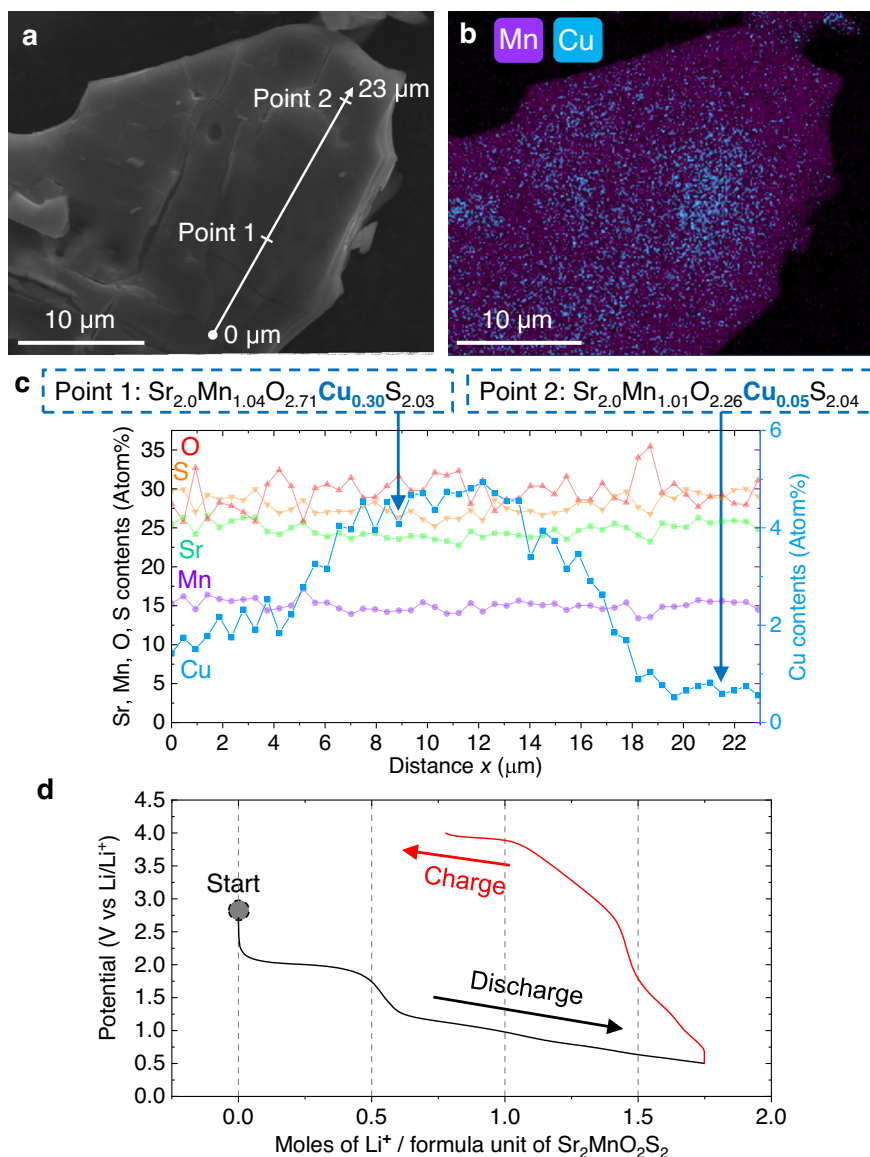 a
Point 2
23 μm
Point 1
0 μm
10 μm
b
Mn
Cu
10 μm
c
Point 1: Sr2.0Mn1.04O2.71Cu0.30S2.03
Point 2: Sr2.0Mn1.01O2.26Cu0.05S2.04
O
S
Sr
Mn
Cu
Sr, Mn, O, S contents (Atom%)
35
30
25
20
15
10
5
0
6
4
2
0
Cu contents (Atom%)
0 2 4 6 8 10 12 14 16 18 20 22
Distance x (μm)
d
Potential (V vs Li/Li⁺)
4.5
4.0
3.5
3.0
2.5
2.0
1.5
1.0
0.5
0.0
Start
Charge
Discharge
0.0 0.5 1.0 1.5 2.0
Moles of Li⁺ / formula unit of Sr2MnO2S2